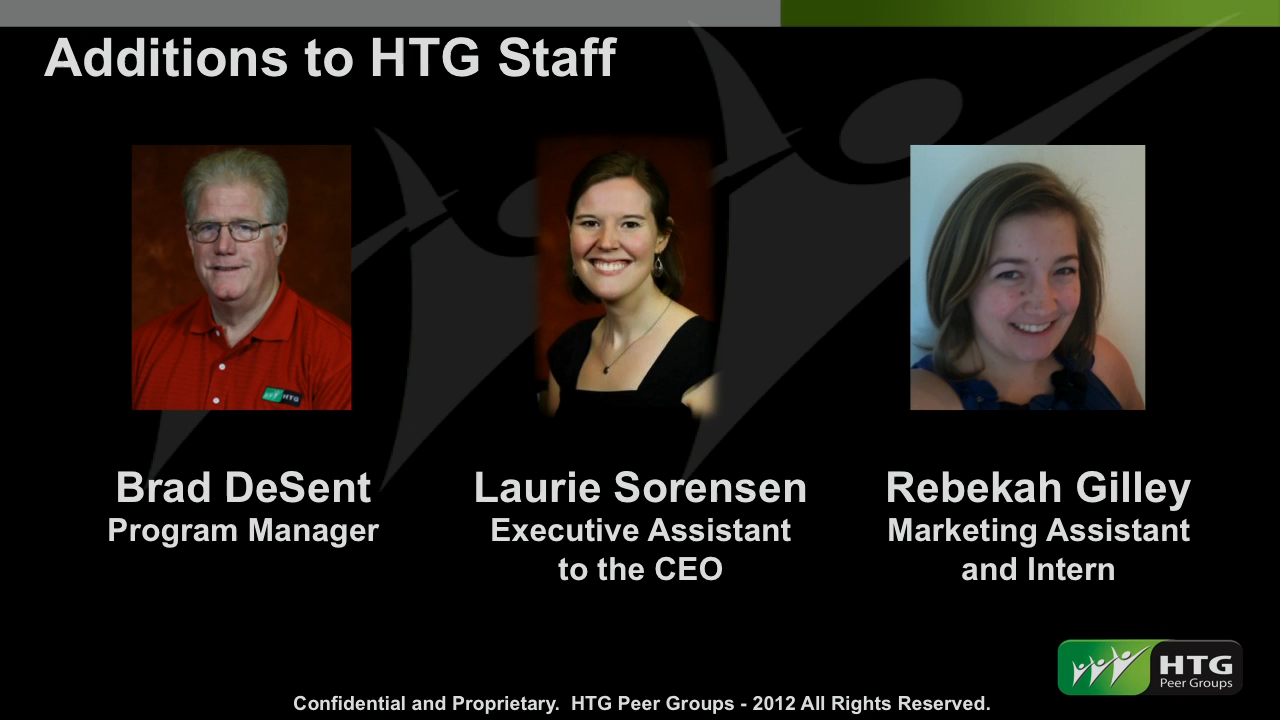 Additions to HTG Staff
HTG
Brad DeSent
Program Manager
Laurie Sorensen
Executive Assistant
to the CEO
Rebekah Gilley
Marketing Assistant
and Intern
HTG
Peer Groups
Confidential and Proprietary.  HTG Peer Groups - 2012 All Rights Reserved.